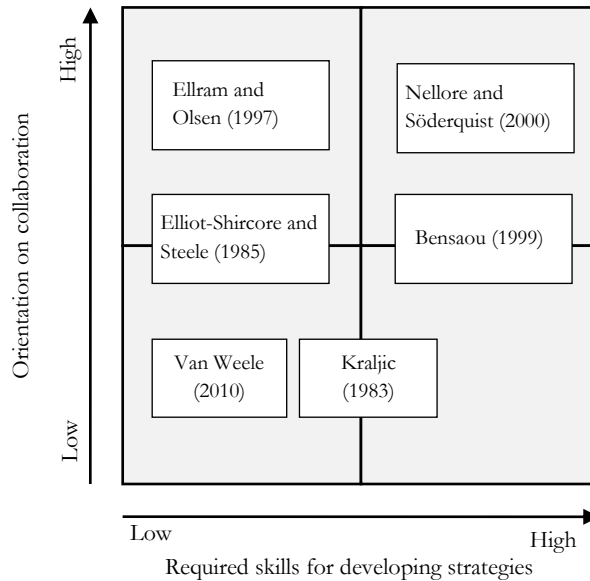 High
Orientation on collaboration
Low
Ellram and
Olsen (1997)
Nellore and
Söderquist (2000)
Elliot-Shircore and
Steele (1985)
Bensaou (1999)
Van Weele
(2010)
Kraljic
(1983)
Low
High
Required skills for developing strategies